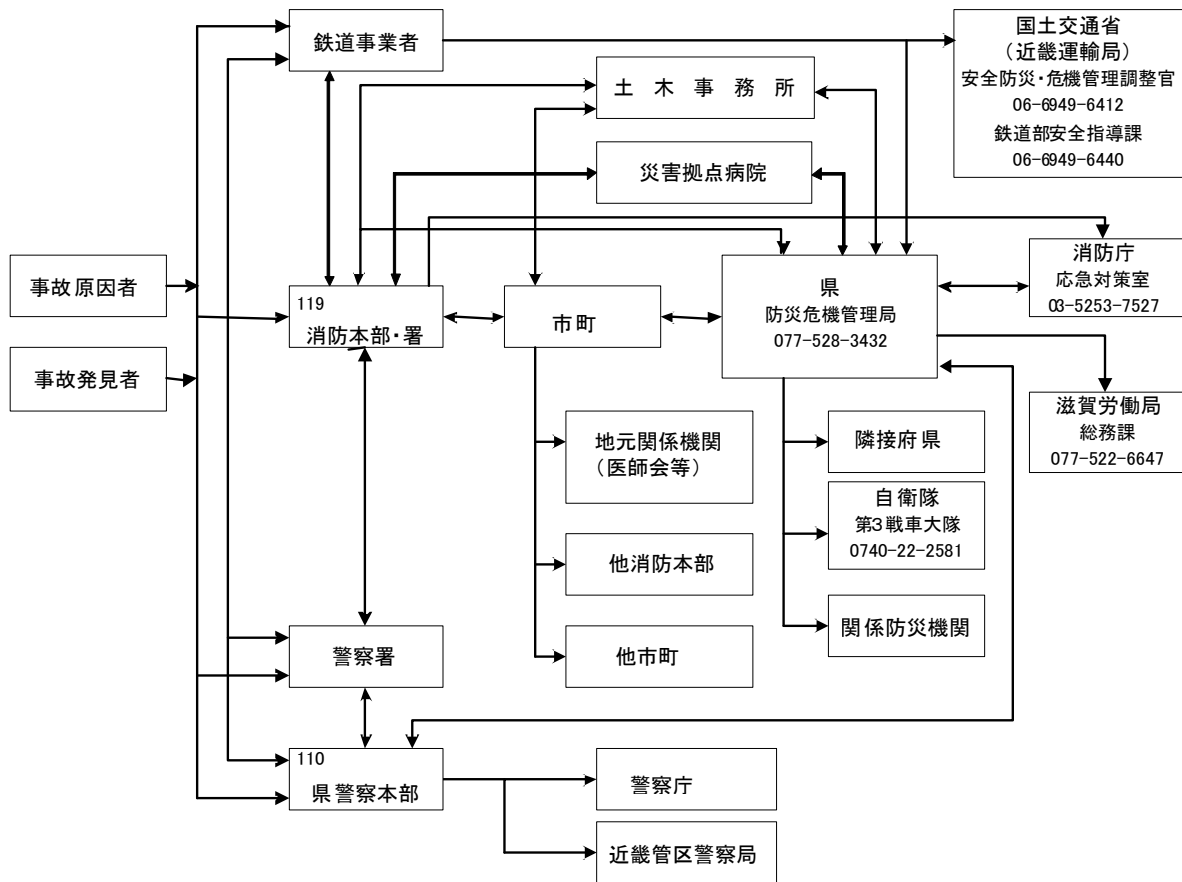 鉄道事業者
国土交通省
(近畿運輸局)
安全防災・危機管理調整官
06-6949-6412
鉄道部安全指導課
06-6949-6440
土木事務所
災害拠点病院
事故原因者
事故発見者
119
消防本部・署
市町
県
防災危機管理局
077-528-3432
消防庁
応急対策室
03-5253-7527
滋賀労働局
総務課
077-522-6647
地元関係機関
(医師会等)
他消防本部
他市町
隣接府県
自衛隊
第3戦車大隊
0740-22-2581
関係防災機関
警察署
110
県警察本部
警察庁
近畿管区警察局